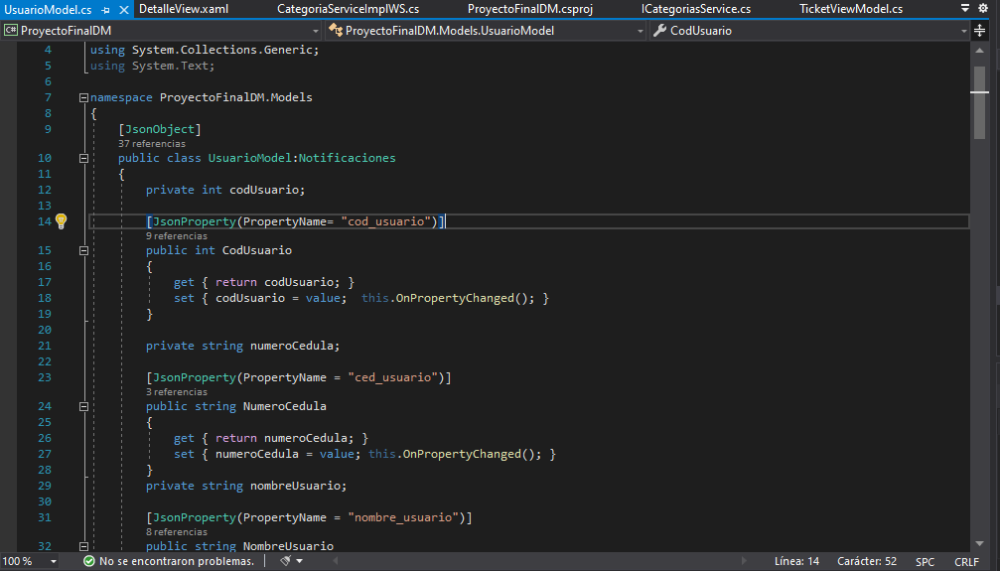 UsuarioModel.cs DetalleView.xaml CategoriaServiceImplWS.cs ProyectoFinalDM.csproj ICategoriasService.cs TicketViewModel.cs
C# ProyectoFinalDM ProyectoFinalDM.Models.UsuarioModel CodUsuario
4 using System.Collections.Generic;
5 using System.Text;
6
7 namespace ProyectoFinalDM.Models
8 {
9 [JsonObject]
37 referencias
10 public class UsuarioModel:Notificaciones
11 {
12 private int codUsuario;
13
14 [JsonProperty(PropertyName= "cod_usuario")]
9 referencias
15 public int CodUsuario
16 {
17 get { return codUsuario; }
18 set { codUsuario = value;  this.OnPropertyChanged(); }
19 }
20
21 private string numeroCedula;
22
23 [JsonProperty(PropertyName = "ced_usuario")]
3 referencias
24 public string NumeroCedula
25 {
26 get { return numeroCedula; }
27 set { numeroCedula = value; this.OnPropertyChanged(); }
28 }
29 private string nombreUsuario;
30
31 [JsonProperty(PropertyName = "nombre_usuario")]
8 referencias
32 public string NombreUsuario
100 % No se encontraron problemas. Línea: 14 Carácter: 52 SPC CRLF